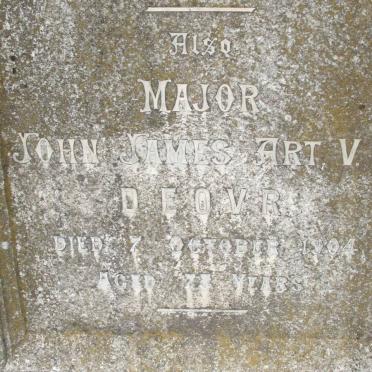 Also
MAJOR
JOHN JAMES ART V
D E O V R
DIED 7 OCTOBER 1904
AGED YEARS